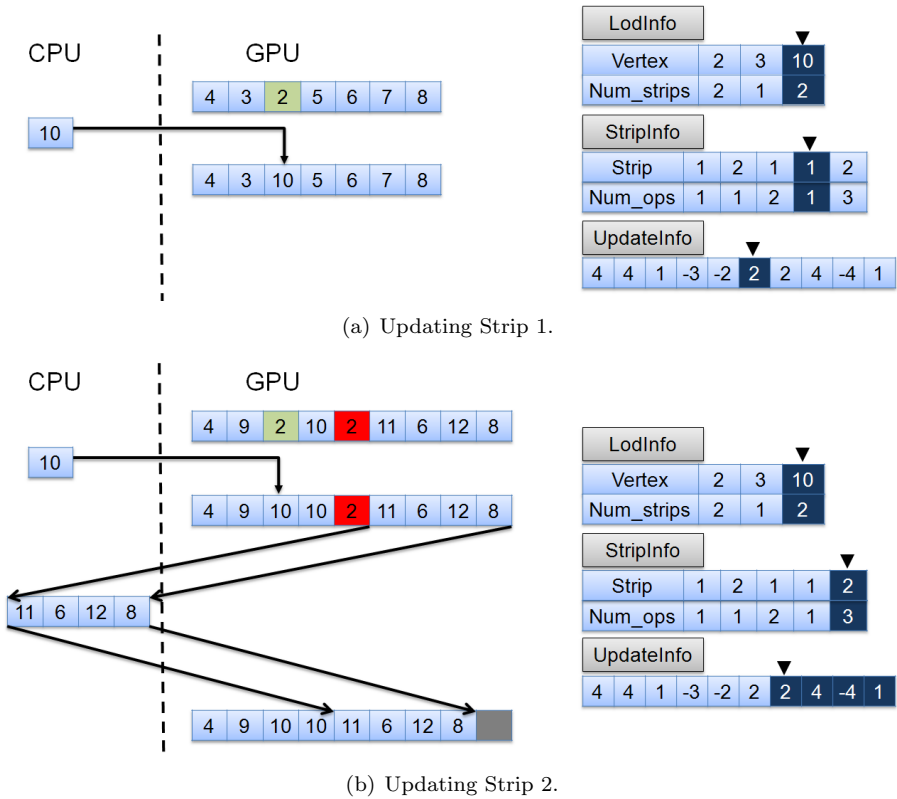 CPU GPU
4 3 2 5 6 7 8
10
4 3 10 5 6 7 8
LodInfo
Vertex 2 3 10
Num_strips 2 1 2
StripInfo
Strip 1 2 1 1 2
Num_ops 1 1 2 1 3
UpdateInfo
4 4 1 -3 -2 2 2 4 -4 1
(a) Updating Strip 1.
CPU GPU
4 9 2 10 2 11 6 12 8
10
4 9 10 10 2 11 6 12 8
11 6 12 8
4 9 10 10 11 6 12 8
LodInfo
Vertex 2 3 10
Num_strips 2 1 2
StripInfo
Strip 1 2 1 1 2
Num_ops 1 1 2 1 3
UpdateInfo
4 4 1 -3 -2 2 2 4 -4 1
(b) Updating Strip 2.